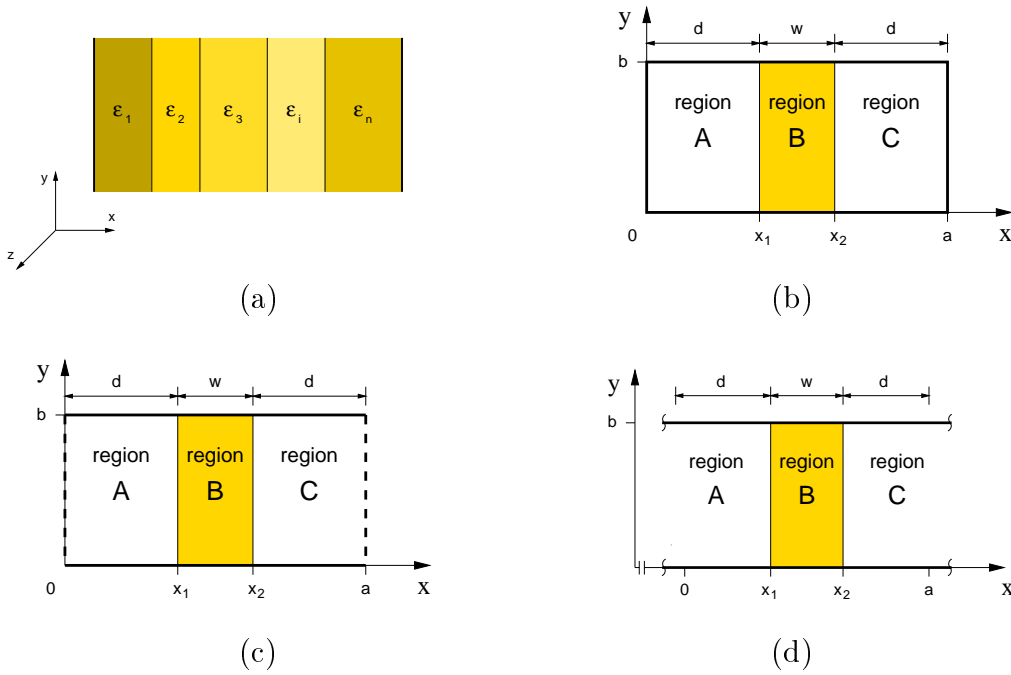 ε1 ε2 ε3 εi εn
y
x
z
(a)
y
d w d
b
region region region
A B C
0 x1 x2 a x
(b)
y
d w d
b
region region region
A B C
0 x1 x2 a x
(c)
y
d w d
b
region region region
A B C
0 x1 x2 a x
(d)